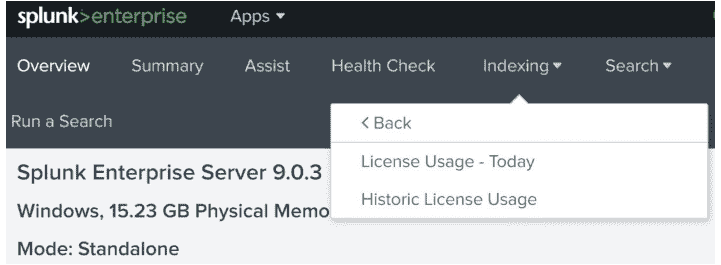 splunk>enterprise Apps
Overview Summary Assist Health Check Indexing Search
Run a Search
< Back
License Usage - Today
Historic License Usage
Splunk Enterprise Server 9.0.3
Windows, 15.23 GB Physical Memo
Mode: Standalone